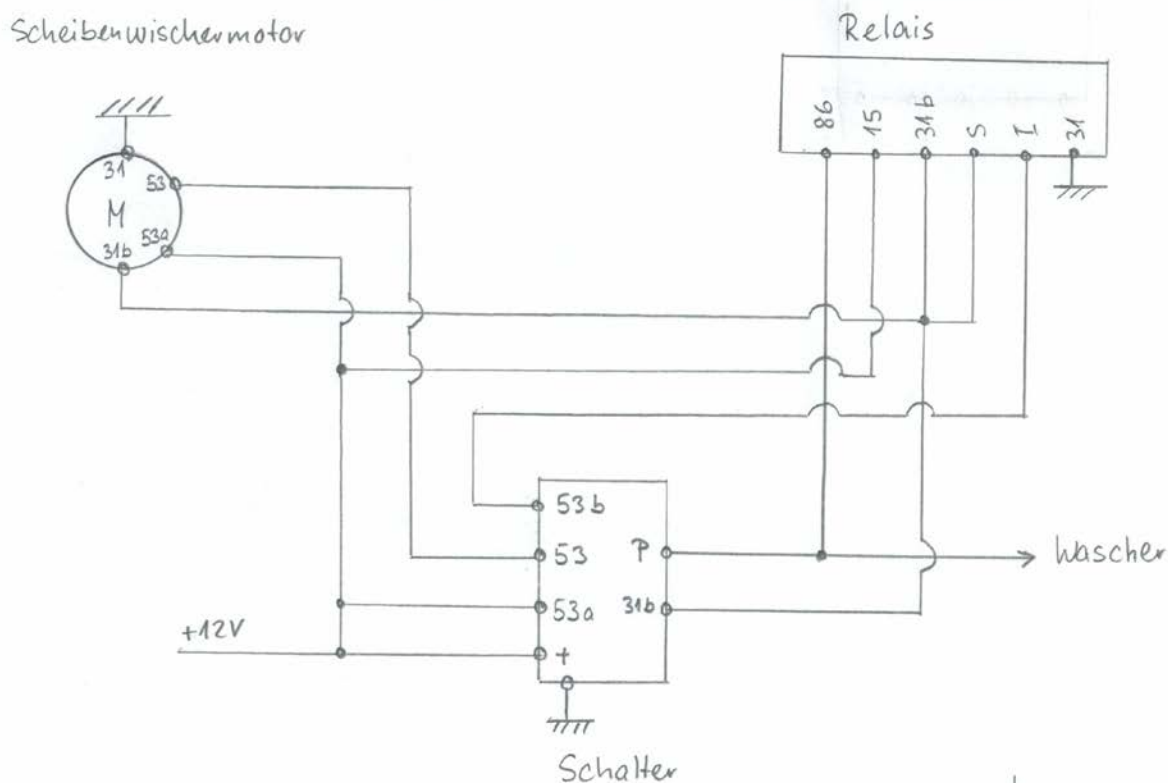 Scheibenwischermotor
Relais
86
15
31b
S
I
31
31
53
M
53a
31b
53b
53
P
Wascher
53a
31b
+12V
+
Schalter